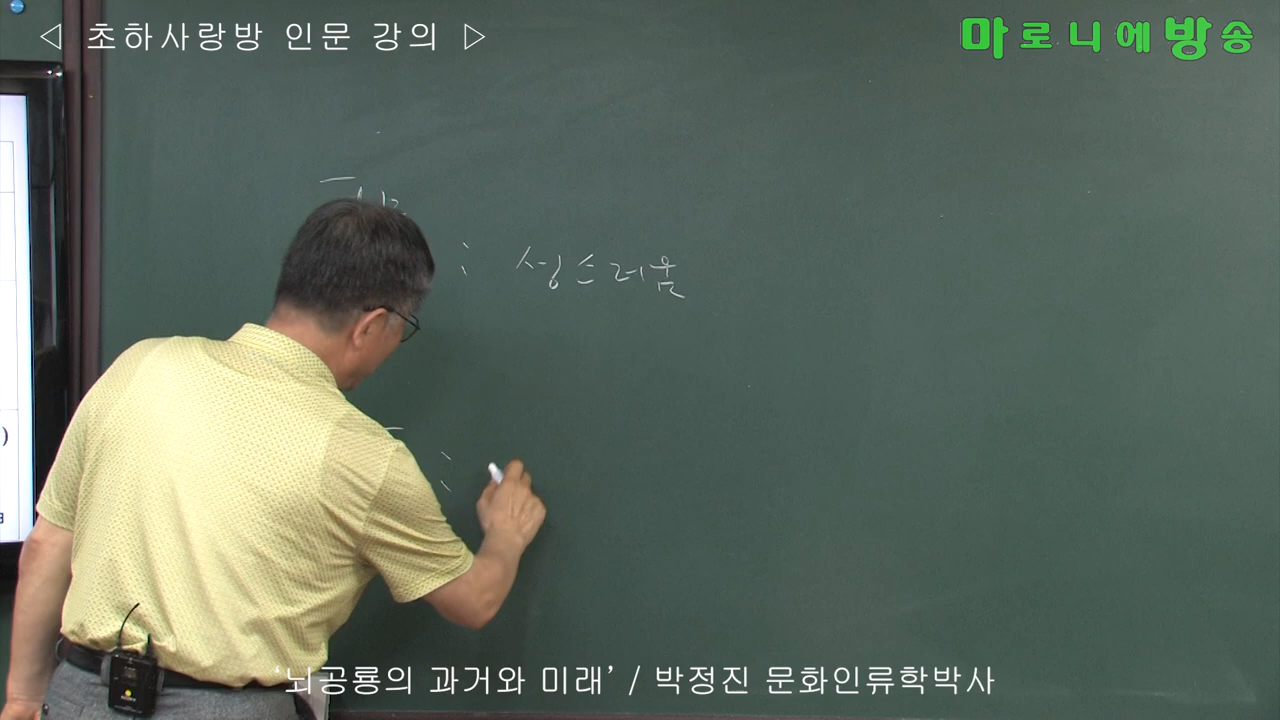 ◁ 초하사랑방 인문 강의 ▷
마로니에방송
: 성스러움
:
‘뇌공룡의 과거와 미래’ / 박정진 문화인류학박사